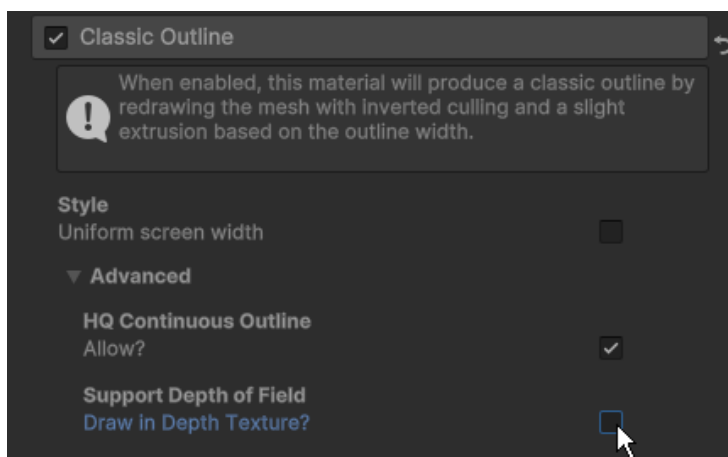 Classic Outline
When enabled, this material will produce a classic outline by
redrawing the mesh with inverted culling and a slight
extrusion based on the outline width.
Style
Uniform screen width
Advanced
HQ Continuous Outline
Allow?
Support Depth of Field
Draw in Depth Texture?